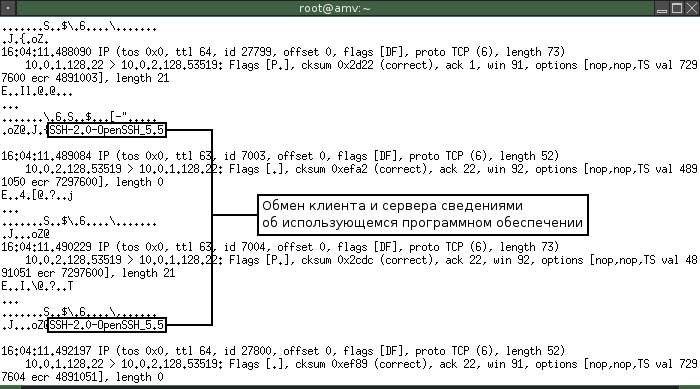 root@amv:~
.......S..$\.6....\.......
.J.{.oZ.
16:04:11.488090 IP (tos 0x0, ttl 64, id 27799, offset 0, flags [DF], proto TCP (6), length 73)
10.0.1.128.22 > 10.0.2.128.53519: Flags [P.], cksum 0x2d22 (correct), ack 1, win 91, options [nop,nop,TS val 729
7600 ecr 4891003], length 21
E..Il.@.@...
...
.......\.6.S..$...[-".....
.oZ@.J.{SSH-2.0-OpenSSH_5.5
16:04:11.489084 IP (tos 0x0, ttl 63, id 7003, offset 0, flags [DF], proto TCP (6), length 52)
10.0.2.128.53519 > 10.0.1.128.22: Flags [.], cksum 0xefa2 (correct), ack 22, win 92, options [nop,nop,TS val 489
1050 ecr 7297600], length 0
E..4.[@.?..j
...
.......S..$\.6....\.......
.J...oZ@
Обмен клиента и сервера сведениями
об использующемся программном обеспечении
16:04:11.490229 IP (tos 0x0, ttl 63, id 7004, offset 0, flags [DF], proto TCP (6), length 73)
10.0.2.128.53519 > 10.0.1.128.22: Flags [P.], cksum 0x2cdc (correct), ack 22, win 92, options [nop,nop,TS val 48
91051 ecr 7297600], length 21
E..I.\@.?..T
...
.......S..$\.6....\.......
.J...oZ@SSH-2.0-OpenSSH_5.5
16:04:11.492197 IP (tos 0x0, ttl 64, id 27800, offset 0, flags [DF], proto TCP (6), length 52)
10.0.1.128.22 > 10.0.2.128.53519: Flags [.], cksum 0xef89 (correct), ack 22, win 91, options [nop,nop,TS val 729
7604 ecr 4891051], length 0